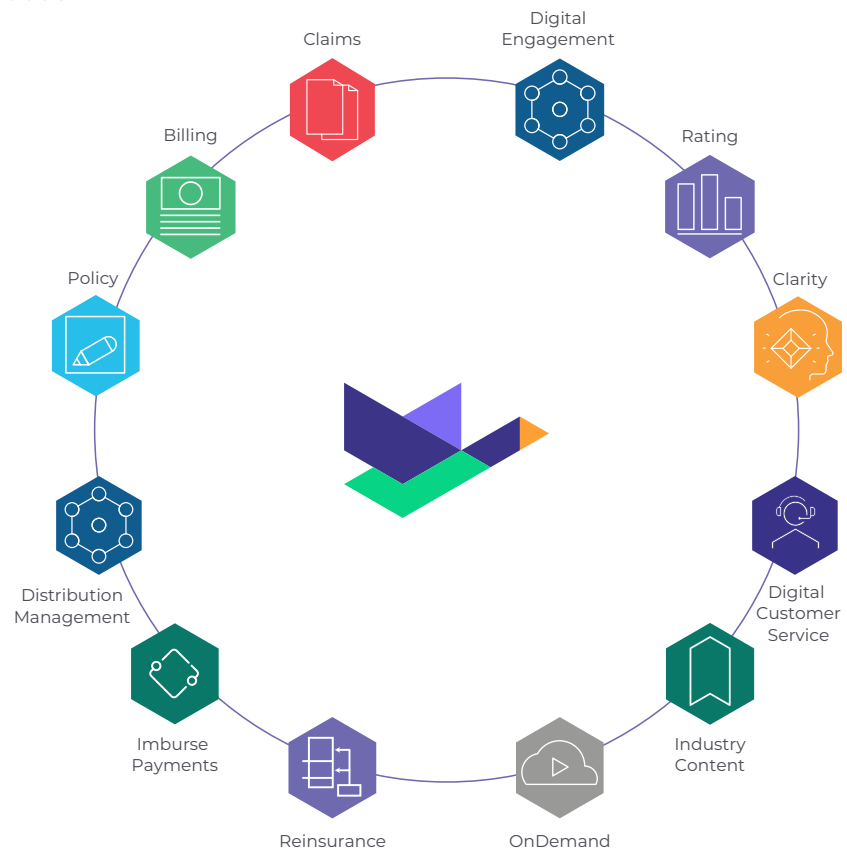 Digital
Engagement
Claims
Billing
Rating
Policy
Clarity
Distribution
Management
Digital
Customer
Service
Imburse
Payments
Industry
Content
Reinsurance
OnDemand